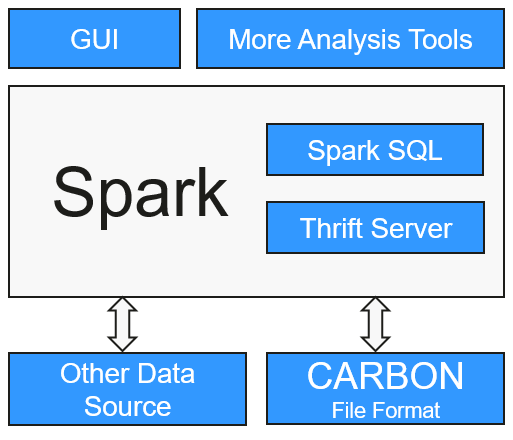 GUI
More Analysis Tools
Spark
Spark SQL
Thrift Server
Other Data
Source
CARBON
File Format